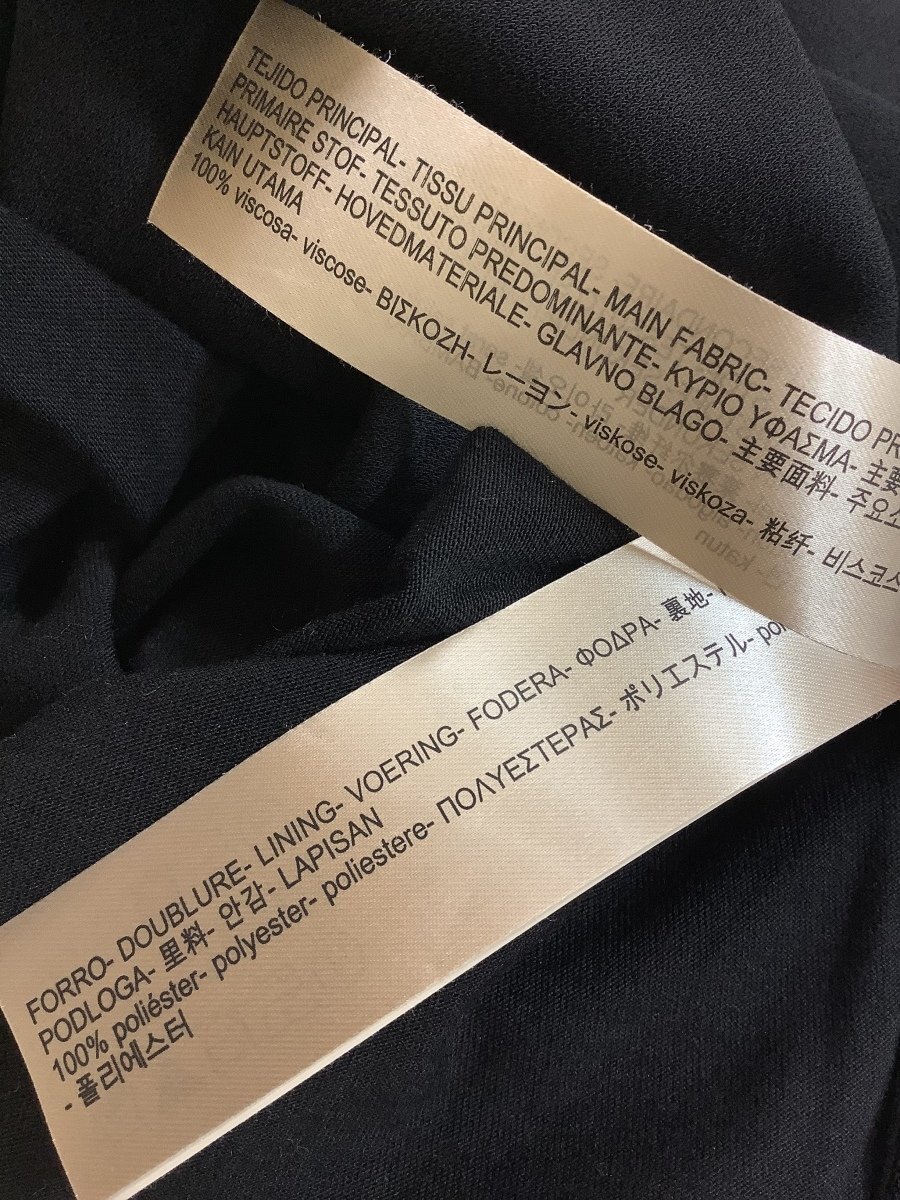 TEJIDO PRINCIPAL- TISSU PRINCIPAL- MAIN FABRIC- TECIDO PR
PRIMAIRE STOF- TESSUTO PREDOMINANTE- ΚΥΡΙΟ ΥΦΑΣΜΑ- 主要
HAUPTSTOFF- HOVEDMATERIALE- GLAVNO BLAGO- 主要面料- 주요소
KAIN UTAMA
100% viscosa- viscose- ΒΙΣΚΟΖΗ- レーヨン- viskose- viskoza- 粘纤- 비스코스
FORRO- DOUBLURE- LINING- VOERING- FODERA- ΦΟΔΡΑ- 裏地-
PODLOGA- 里料- 안감- LAPISAN
100% poliéster- polyester- poliestere- ΠΟΛΥΕΣΤΕΡΑΣ- ポリエステル- pol
- 폴리에스터